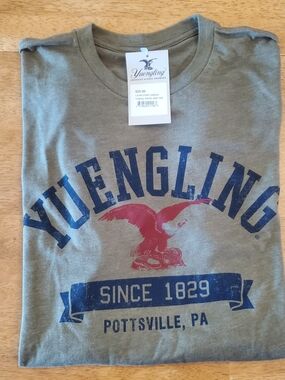 Yuengling
YUENGLING
®
SINCE 1829
POTTSVILLE, PA